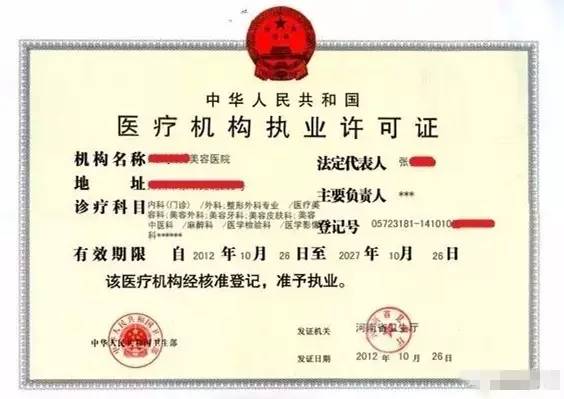 中华人民共和国
医疗机构执业许可证
机构名称 美容医院 法定代表人 张
地 址 主要负责人 ***
诊疗科目 内科(门诊) /外科;整形外科专业 /医疗美
容科;美容外科;美容牙科;美容皮肤科;美容
中医科 /麻醉科 /医学检验科 /医学影像
科******
登记号 05723181-141010
有效期限 自 2012 年 10 月 26 日至 2027 年 10 月 26 日
该医疗机构经核准登记,准予执业。
中华人民共和国卫生部
发证机关 河南省卫生厅
发证日期 2012 年 10 月 26 日